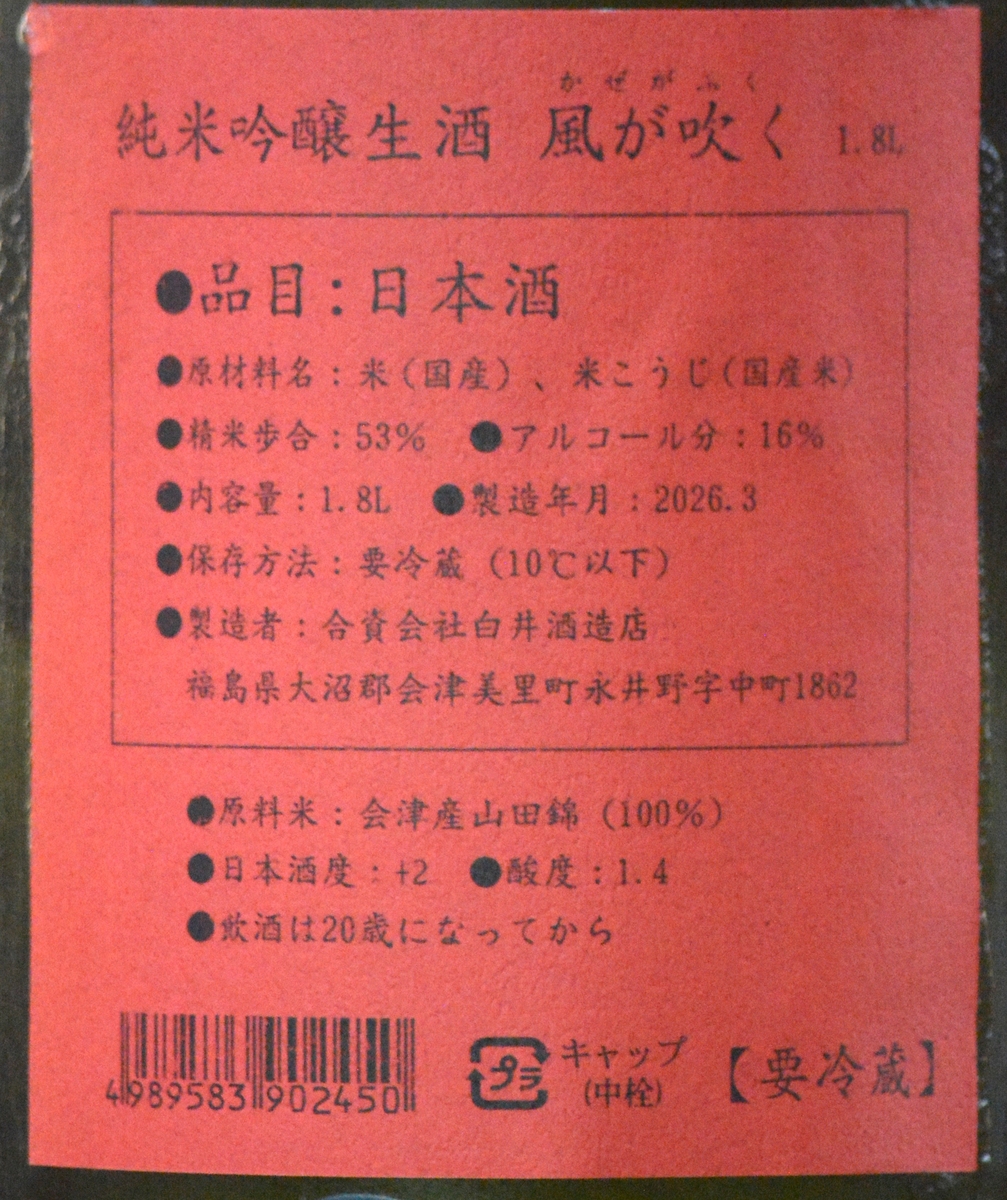 かぜがふく
純米吟醸生酒 風が吹く 1.8L
●品目：日本酒
●原材料名：米（国産）、米こうじ（国産米）
●精米歩合：53% ●アルコール分：16%
●内容量：1.8L ●製造年月：2026.3
●保存方法：要冷蔵（10℃以下）
●製造者：合資会社白井酒造店
福島県大沼郡会津美里町永井野字中町1862
●原料米：会津産山田錦（100%）
●日本酒度：+2 ●酸度：1.4
●飲酒は20歳になってから
4989583902450
プラ
キャップ
(中栓)
【要冷蔵】